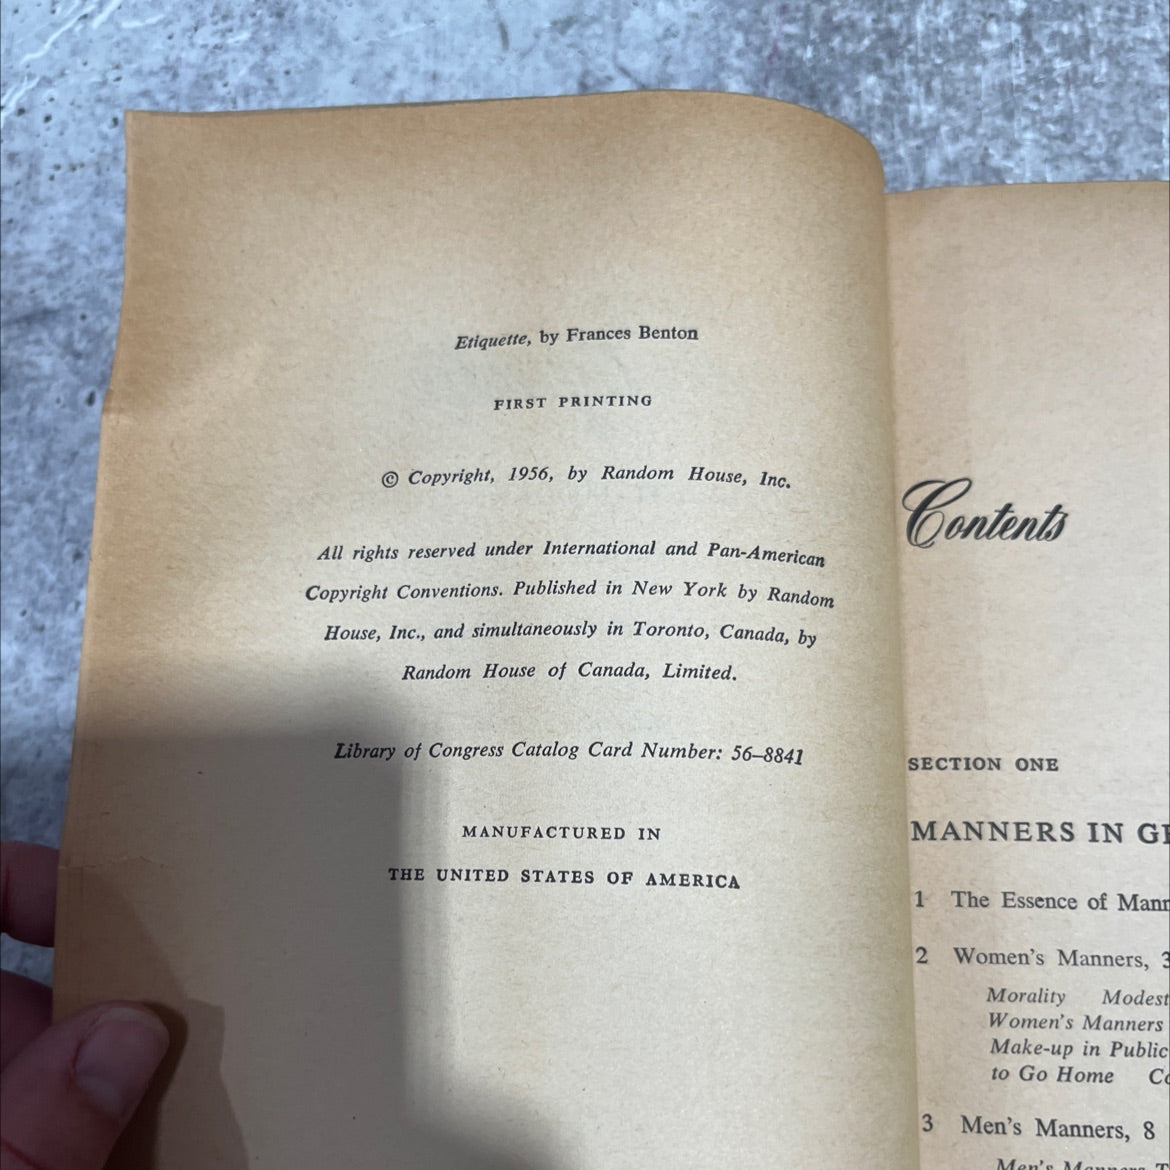 Etiquette, by Frances Benton
FIRST PRINTING
© Copyright, 1956, by Random House, Inc.
All rights reserved under International and Pan-American
Copyright Conventions. Published in New York by Random
House, Inc., and simultaneously in Toronto, Canada, by
Random House of Canada, Limited.
Library of Congress Catalog Card Number: 56–8841
MANUFACTURED IN
THE UNITED STATES OF AMERICA
Contents
SECTION ONE
MANNERS IN
1 The Essence of
2 Women's Manners,
Morality
Women's Manners
Make-up in Public
to Go Home
3 Men's Manners, 8
Men's Manners